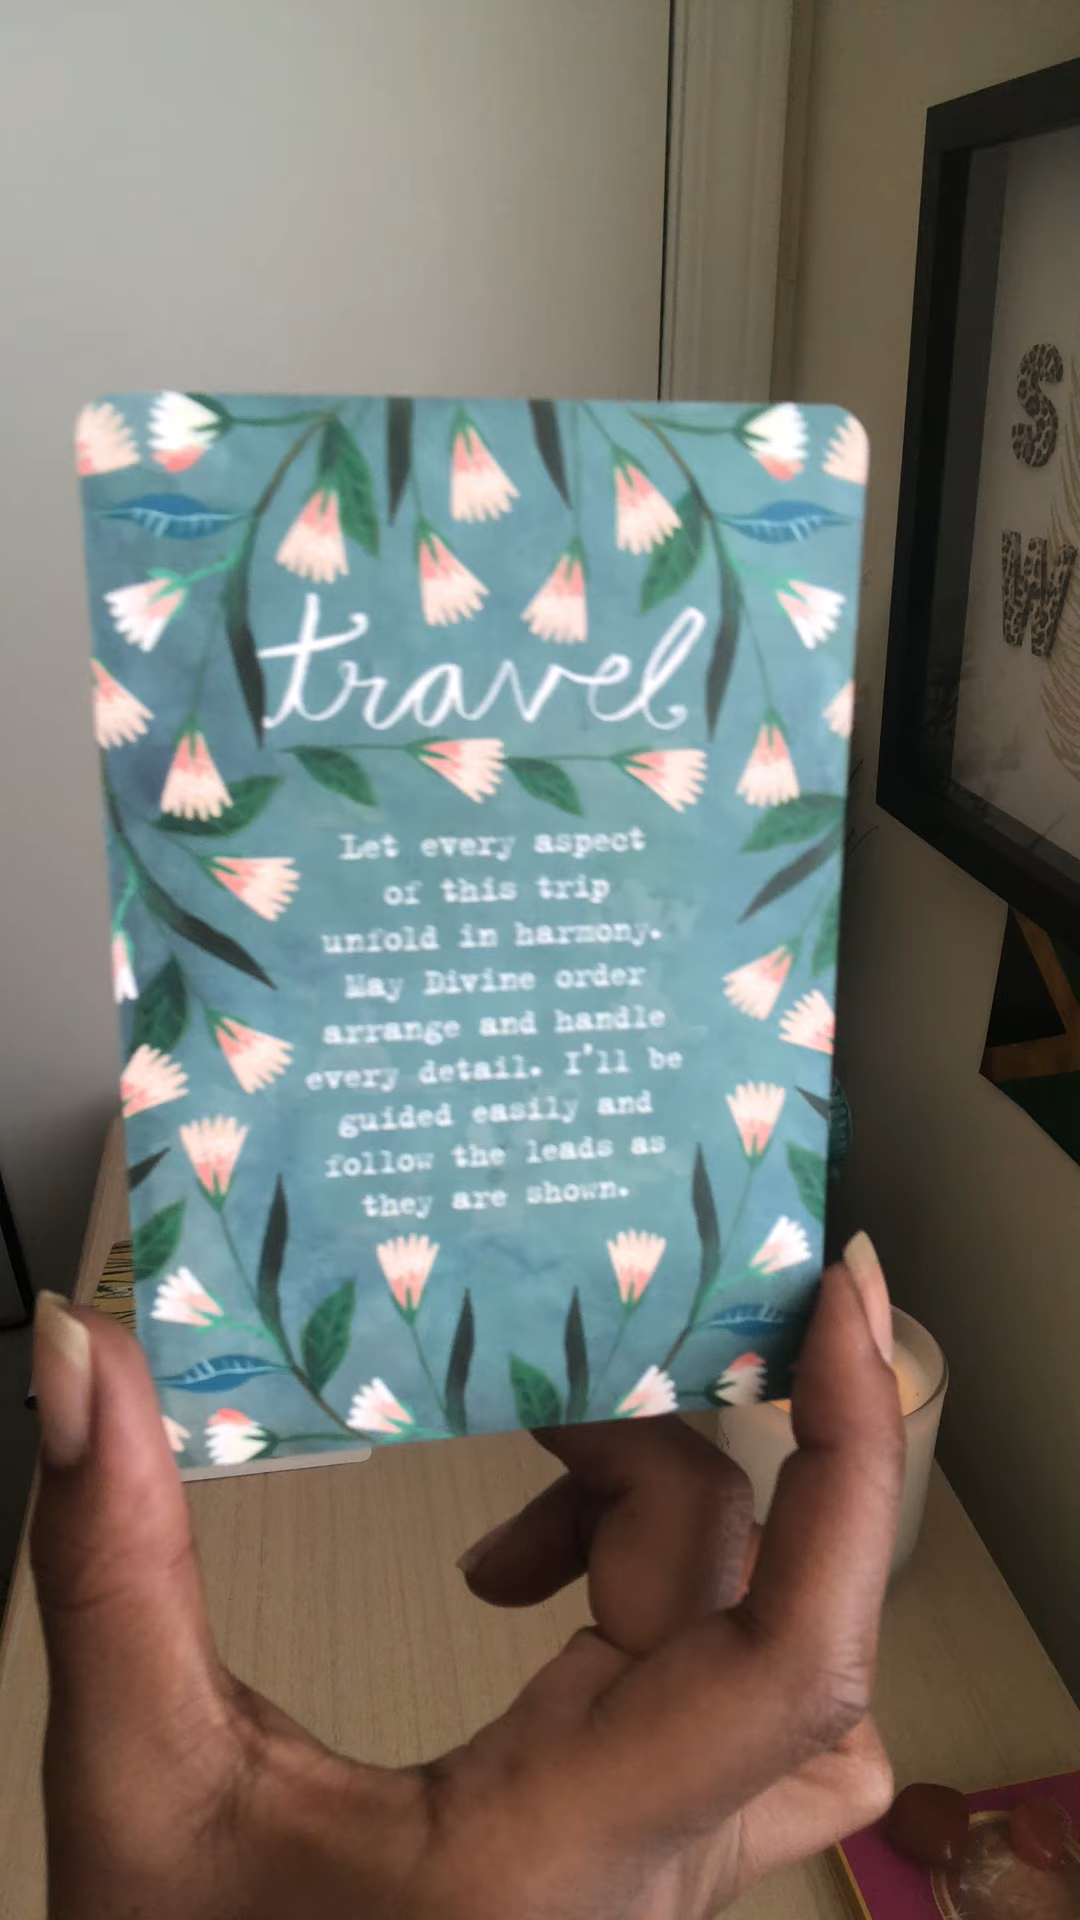 travel
Let every aspect
of this trip
unfold in harmony.
May Divine order
arrange and handle
every detail. I'll be
guided easily and
follow the leads as
they are shown.
S
W